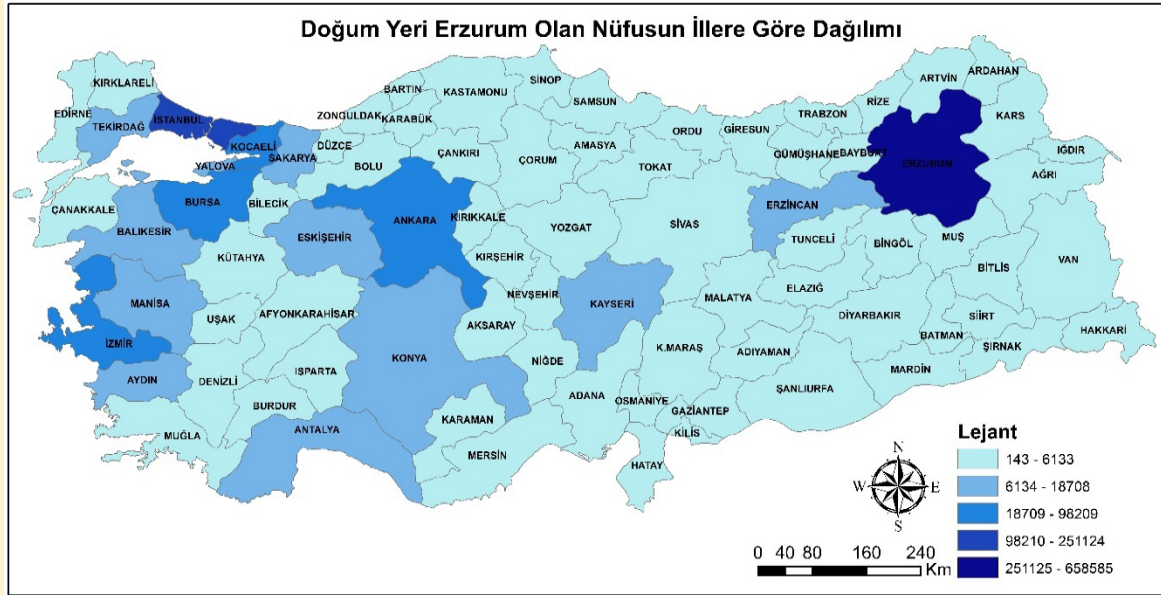 Doğum Yeri Erzurum Olan Nüfusun İllere Göre Dağılımı
KIRKLARELİ
EDİRNE
TEKİRDAĞ
İSTANBUL
KOCAELİ
YALOVA
SAKARYA
DÜZCE
ZONGULDAK
BARTIN
KARABÜK
KASTAMONU
SİNOP
SAMSUN
ORDU
GİRESUN
TRABZON
RİZE
ARTVİN
ARDAHAN
KARS
IĞDIR
AĞRI
ERZURUM
BAYBURT
GÜMÜŞHANE
TOKAT
AMASYA
ÇORUM
ÇANKIRI
BOLU
BİLECİK
BURSA
ÇANAKKALE
BALIKESİR
KÜTAHYA
ESKİŞEHİR
ANKARA
KIRIKKALE
YOZGAT
SİVAS
ERZİNCAN
TUNCELİ
BİNGÖL
MUŞ
BİTLİS
VAN
HAKKARİ
ŞIRNAK
SİİRT
BATMAN
MARDİN
DİYARBAKIR
ELAZIĞ
MALATYA
ADIYAMAN
ŞANLIURFA
K.MARAŞ
GAZİANTEP
KİLİS
OSMANİYE
HATAY
ADANA
KAYSERİ
NEVŞEHİR
KIRŞEHİR
AKSARAY
NİĞDE
KONYA
KARAMAN
MERSİN
ANTALYA
ISPARTA
BURDUR
AFYONKARAHİSAR
UŞAK
MANİSA
İZMİR
AYDIN
DENİZLİ
MUĞLA
N
W
E
S
0 40 80 160 240
Km
Lejant
143 - 6133
6134 - 18708
18709 - 98209
98210 - 251124
251125 - 658585